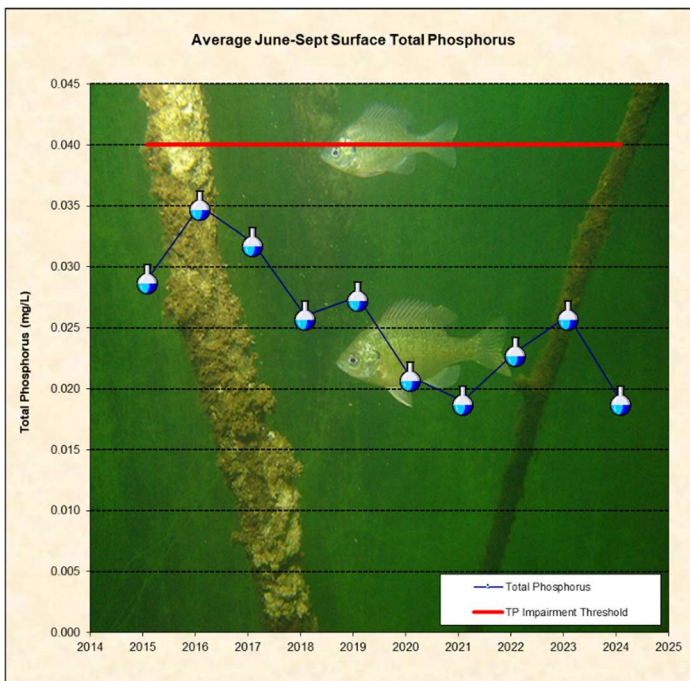 Average June-Sept Surface Total Phosphorus
Total Phosphorus (mg/L)
0.045
0.040
0.035
0.030
0.025
0.020
0.015
0.010
0.005
0.000
2014 2015 2016 2017 2018 2019 2020 2021 2022 2023 2024 2025
Total Phosphorus
TP Impairment Threshold